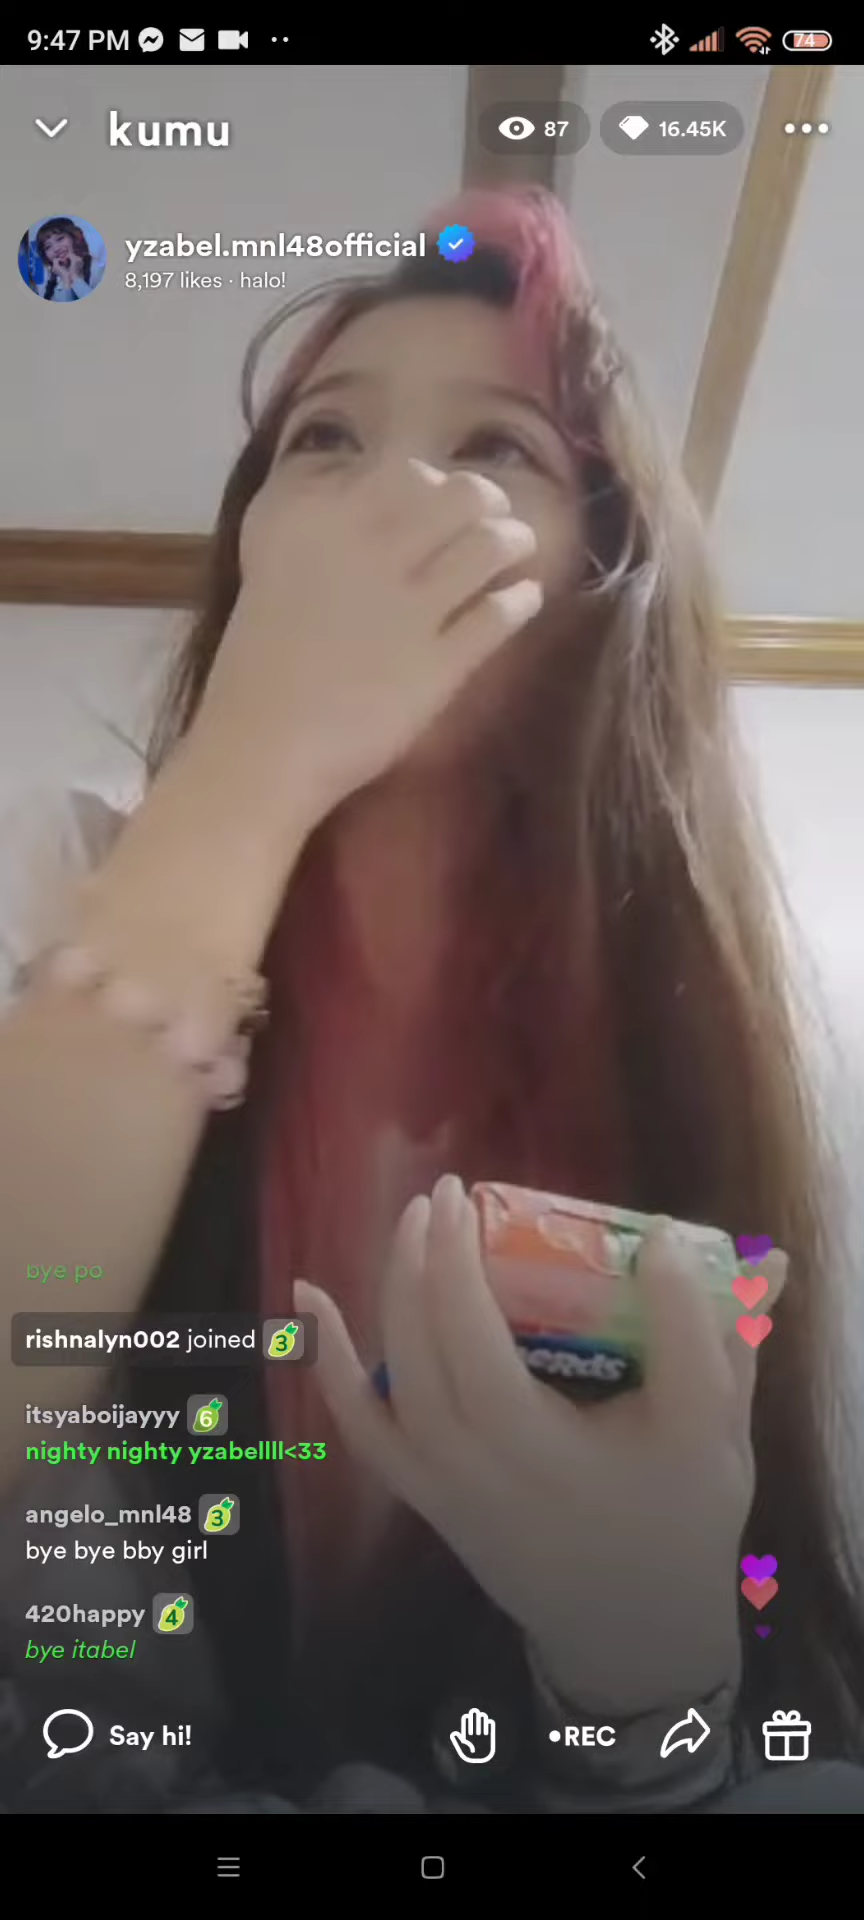 9:47 PM
74
kumu
87
16.45K
yzabel.mnl48official
8,197 likes · halo!
bye po
rishnalyn002 joined 3
itsyaboijayyy 6
nighty nighty yzabellll<33
angelo_mnl48 3
bye bye bby girl
420happy 4
bye itabel
Say hi!
•REC